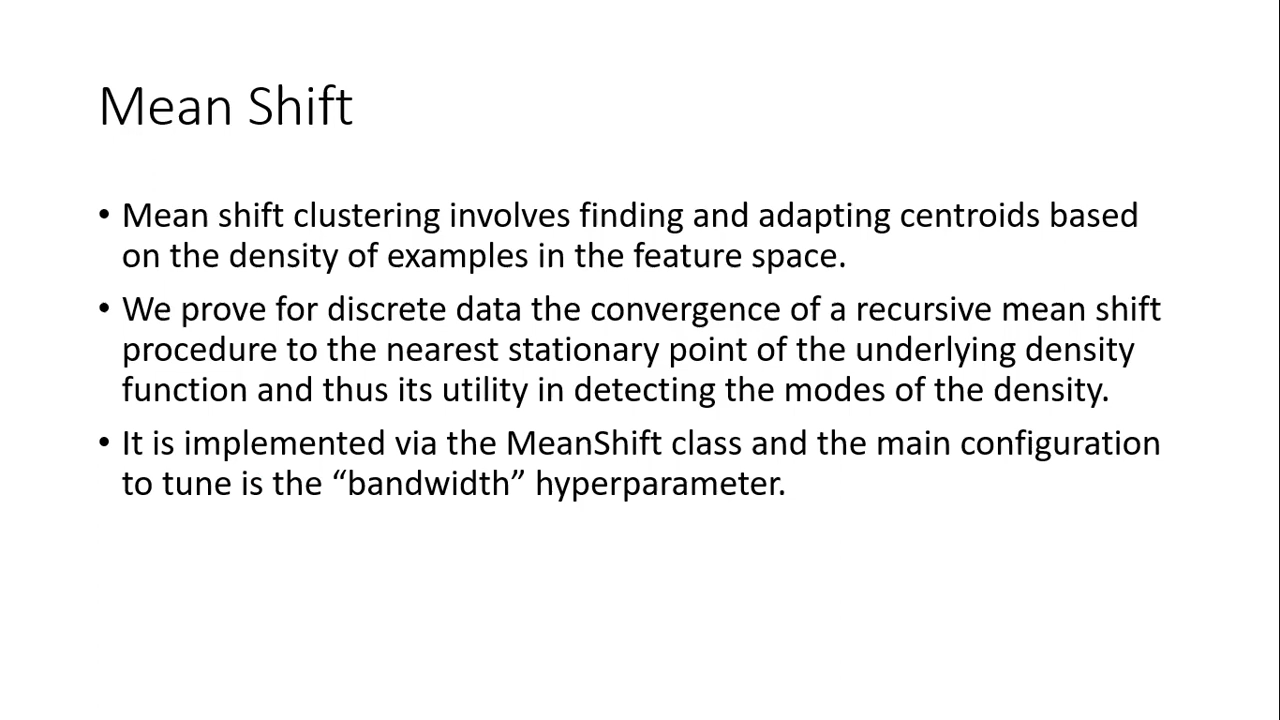 Mean Shift
• Mean shift clustering involves finding and adapting centroids based
on the density of examples in the feature space.
• We prove for discrete data the convergence of a recursive mean shift
procedure to the nearest stationary point of the underlying density
function and thus its utility in detecting the modes of the density.
• It is implemented via the MeanShift class and the main configuration
to tune is the “bandwidth” hyperparameter.